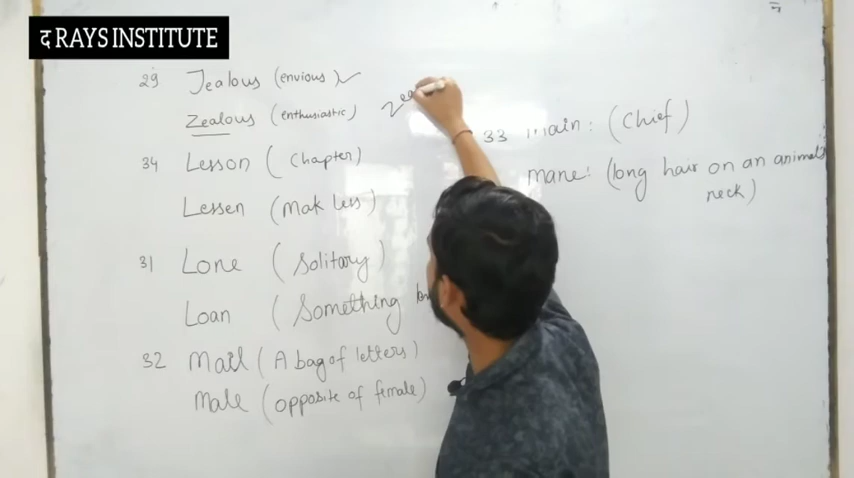 द RAYS INSTITUTE
29 Jealous (envious)
Zealous (enthusiastic)
34 Lesson (Chapter)
Lessen (Mak less)
31 Lone (Solitary)
Loan (Something
32 Mail (A bag of letters)
Male (opposite of female)
33 main: (Chief)
mane: (long hair on an animal's
neck)